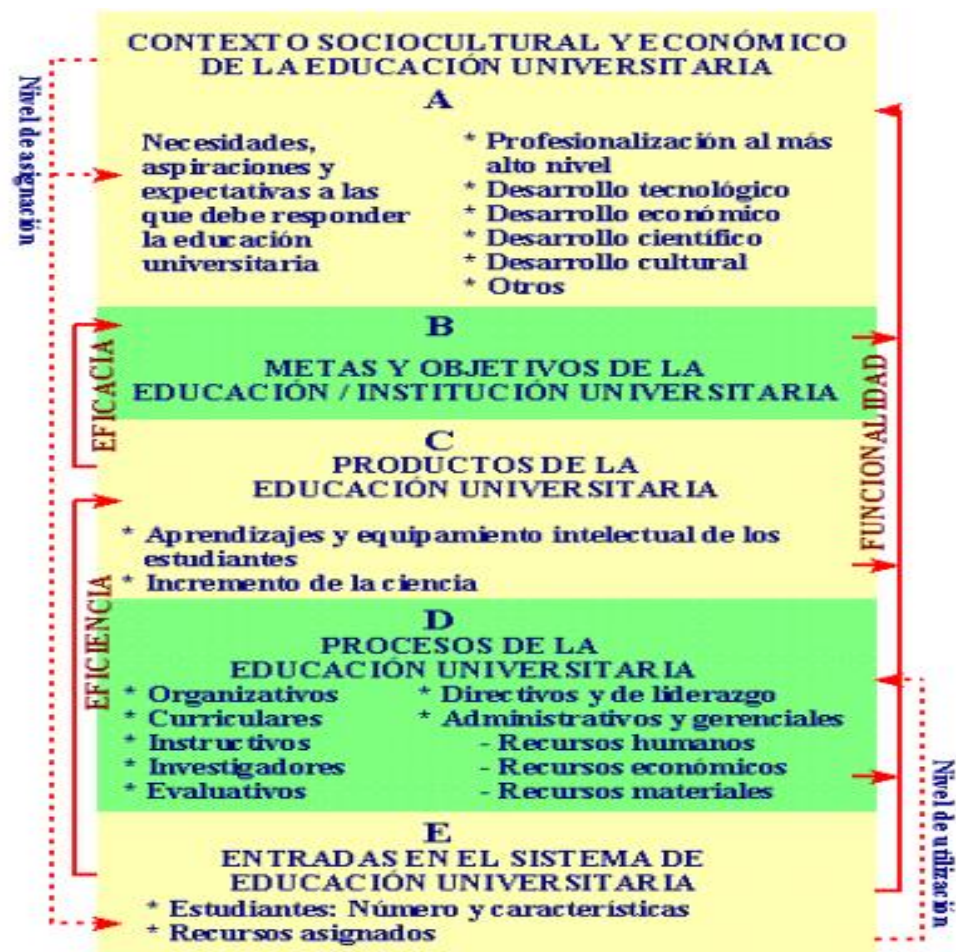 CONTEXTO SOCIOCULTURAL Y ECONÓMICO
DE LA EDUCACIÓN UNIVERSITARIA
A
Necesidades,
aspiraciones y
expectativas a las
que debe responder
la educación
universitaria
* Profesionalización al más
alto nivel
* Desarrollo tecnológico
* Desarrollo económico
* Desarrollo científico
* Desarrollo cultural
* Otros
B
METAS Y OBJETIVOS DE LA
EDUCACIÓN / INSTITUCIÓN UNIVERSITARIA
C
PRODUCTOS DE LA
EDUCACIÓN UNIVERSITARIA
* Aprendizajes y equipamiento intelectual de los
estudiantes
* Incremento de la ciencia
D
PROCESOS DE LA
EDUCACIÓN UNIVERSITARIA
* Organizativos
* Curriculares
* Instructivos
* Investigadores
* Evaluativos
* Directivos y de liderazgo
* Administrativos y gerenciales
- Recursos humanos
- Recursos económicos
- Recursos materiales
E
ENTRADAS EN EL SISTEMA DE
EDUCACIÓN UNIVERSITARIA
* Estudiantes: Número y características
* Recursos asignados
Nivel de asignación
EFICACIA
EFICIENCIA
FUNCIONALIDAD
Nivel de utilización